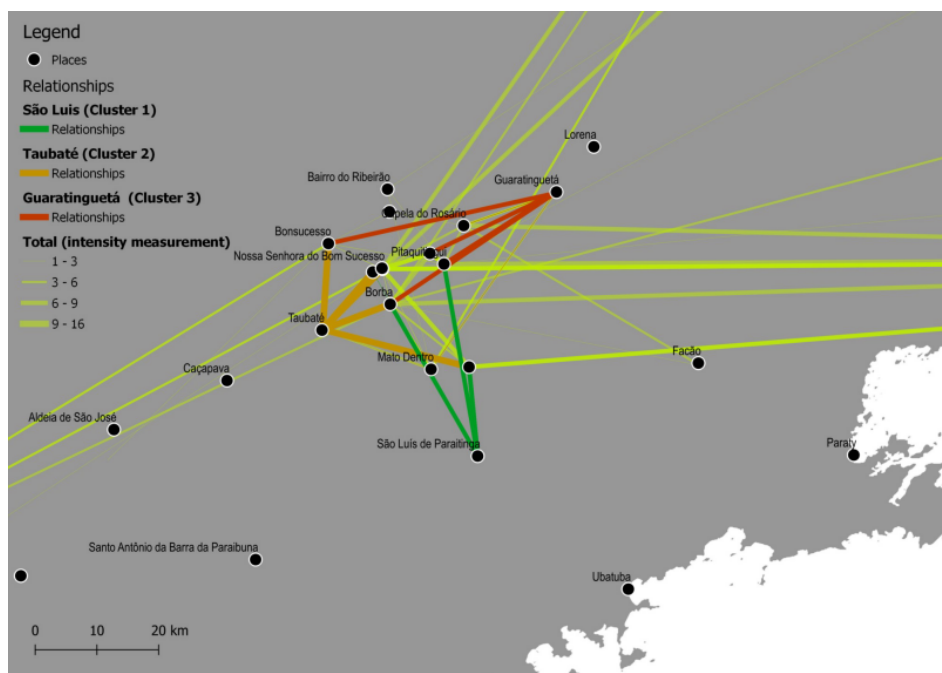 Legend
Places
Relationships
São Luis (Cluster 1)
Relationships
Taubaté (Cluster 2)
Relationships
Guaratinguetá (Cluster 3)
Relationships
Total (intensity measurement)
1 - 3
3 - 6
6 - 9
9 - 16
Lorena
Bairro do Ribeirão
Guaratinguetá
Capela do Rosário
Bonsucesso
Nossa Senhora do Bom Sucesso
Borba
Taubaté
Mato Dentro
Facão
Caçapava
Aldeia de São José
São Luís de Paraitinga
Paraty
Santo Antônio da Barra da Paraibuna
Ubatuba
0 10 20 km